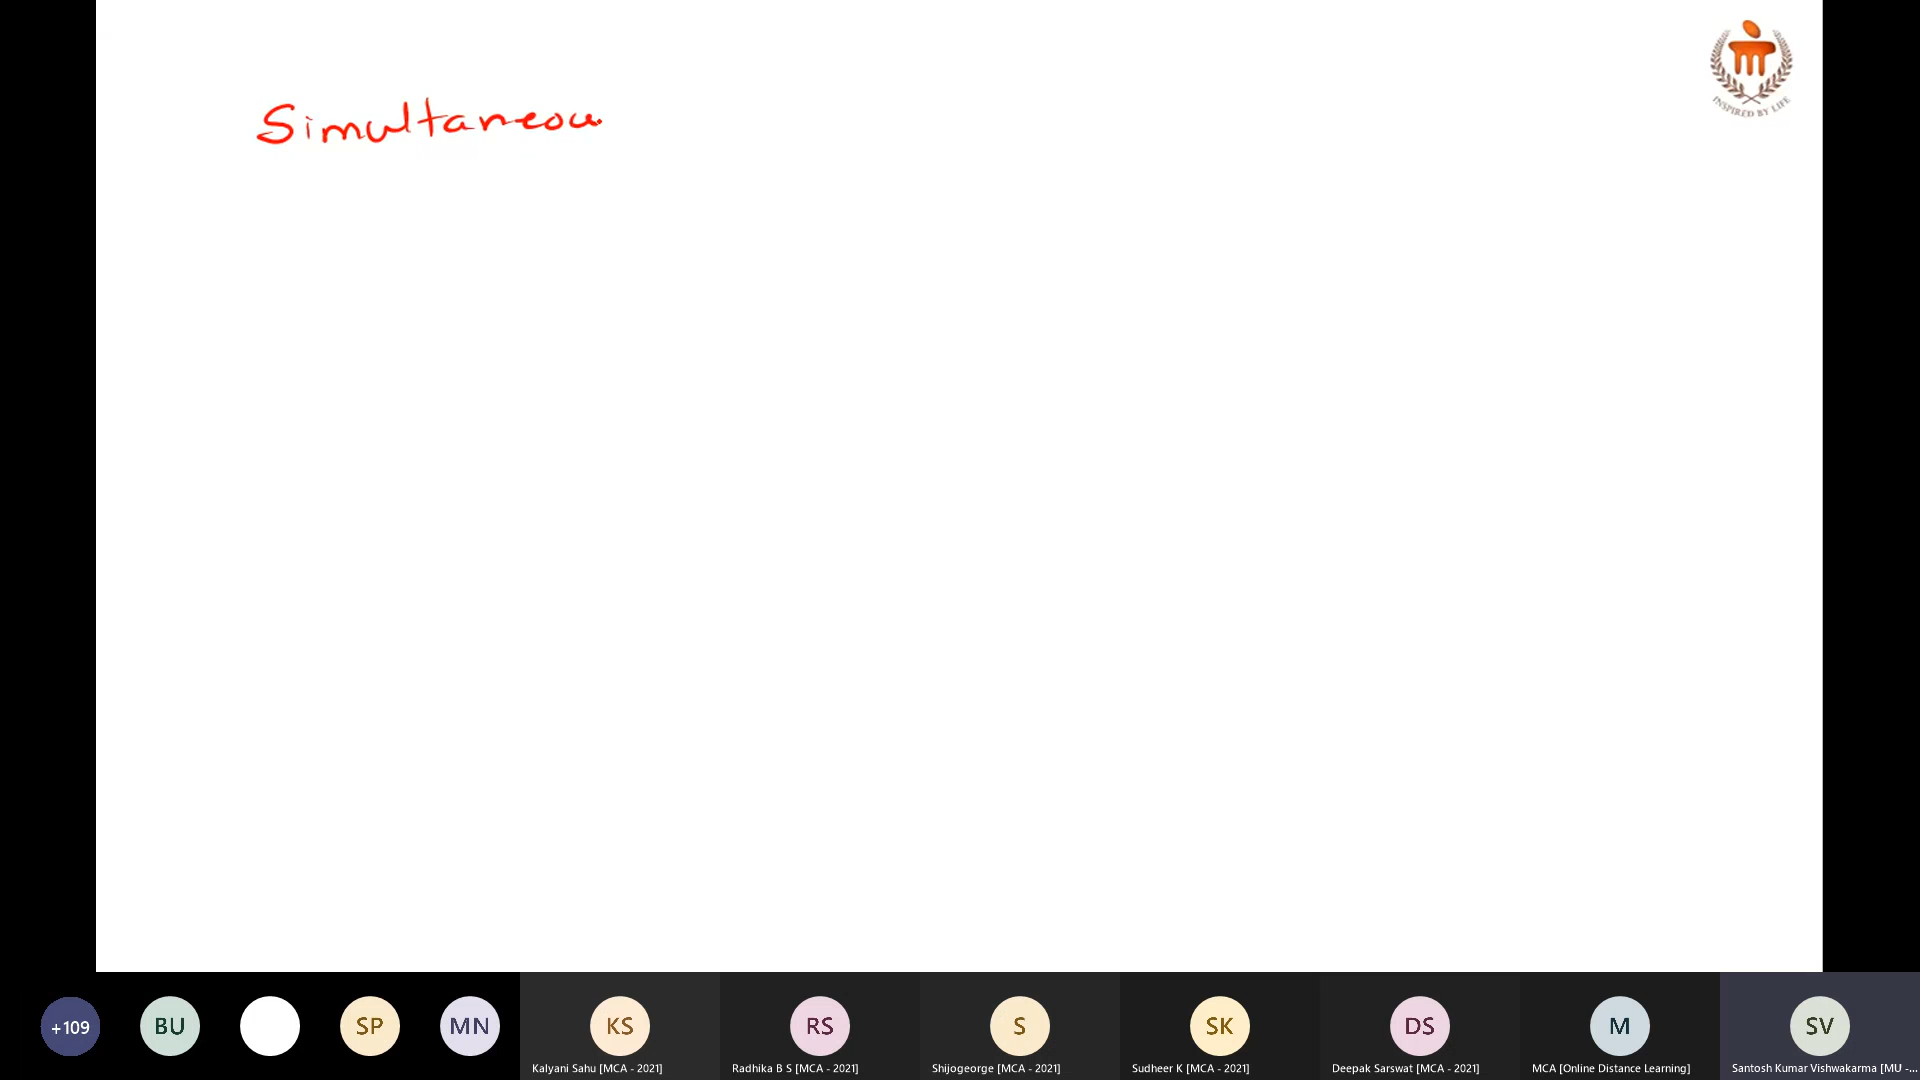 INSPIRED BY LIFE
Simultaneou
+109
BU
SP
MN
KS
RS
S
SK
DS
M
SV
Kalyani Sahu [MCA - 2021]
Radhika B S [MCA - 2021]
Shijogeorge [MCA - 2021]
Sudheer K [MCA - 2021]
Deepak Sarswat [MCA - 2021]
MCA [Online Distance Learning]
Santosh Kumar Vishwakarma [MU -...